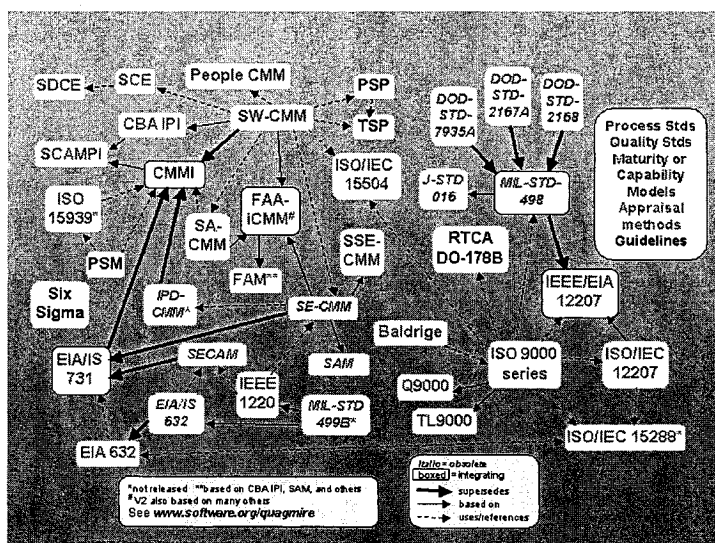 SDCE
SCE
People CMM
PSP
TSP
SW-CMM
CBA IPI
SCAMPI
CMMI
ISO/IEC
15504
DOD-
STD-
7935A
DOD-
STD-
2167A
DOD-
STD-
2168
Process Stds
Quality Stds
Maturity or
Capability
Models
Appraisal
methods
Guidelines
ISO
15939*
SA-
CMM
FAA-
iCMM#
J-STD
016
MIL-STD-
498
PSM
FAM**
SSE-
CMM
RTCA
DO-178B
IEEE/EIA
12207
Six
Sigma
IPD-
CMM*
SE-CMM
Baldrige
EIA/IS
731
SECAM
SAM
ISO 9000
series
ISO/IEC
12207
EIA/IS
632
IEEE
1220
MIL-STD
499B*
Q9000
TL9000
EIA 632
ISO/IEC 15288*
*not released **based on CBA IPI, SAM, and others
#V2 also based on many others
See www.software.org/quagmire
Italic = obsolete
boxed = integrating
supersedes
based on
uses/references